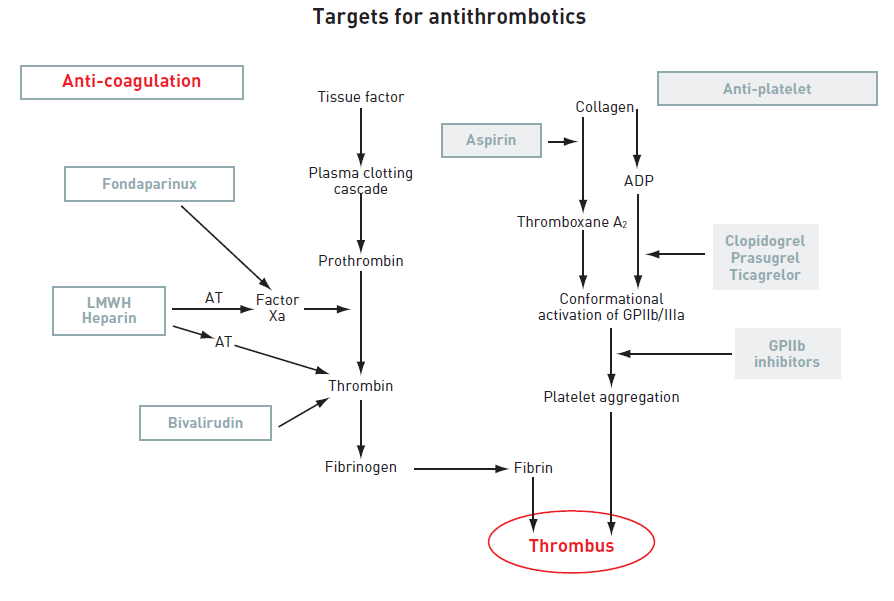 Targets for antithrombotics
Anti-coagulation
Anti-platelet
Tissue factor
Collagen
Aspirin
Plasma clotting
cascade
Fondaparinux
ADP
Thromboxane A₂
Clopidogrel
Prasugrel
Ticagrelor
Prothrombin
LMWH
Heparin
AT
Factor
Xa
AT
Conformational
activation of GPIIb/IIIa
GPIIb
inhibitors
Thrombin
Platelet aggregation
Bivalirudin
Fibrinogen
Fibrin
Thrombus